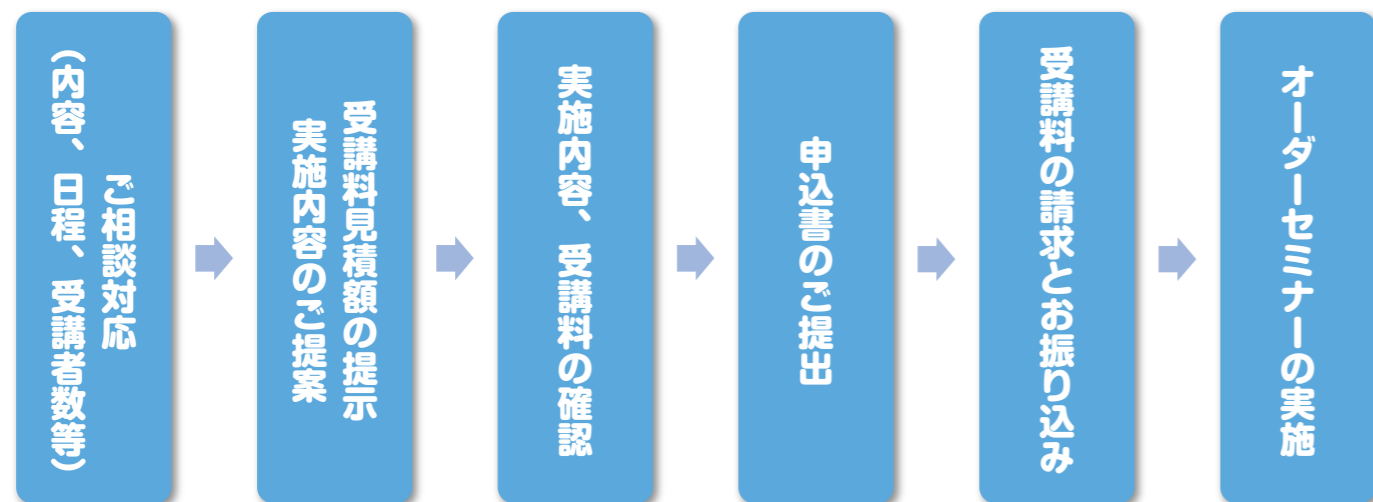 ご相談対応
（内容、日程、受講者数等）
受講料見積額の提示
実施内容のご提案
実施内容、受講料の確認
申込書のご提出
受講料の請求とお振り込み
オーダーセミナーの実施